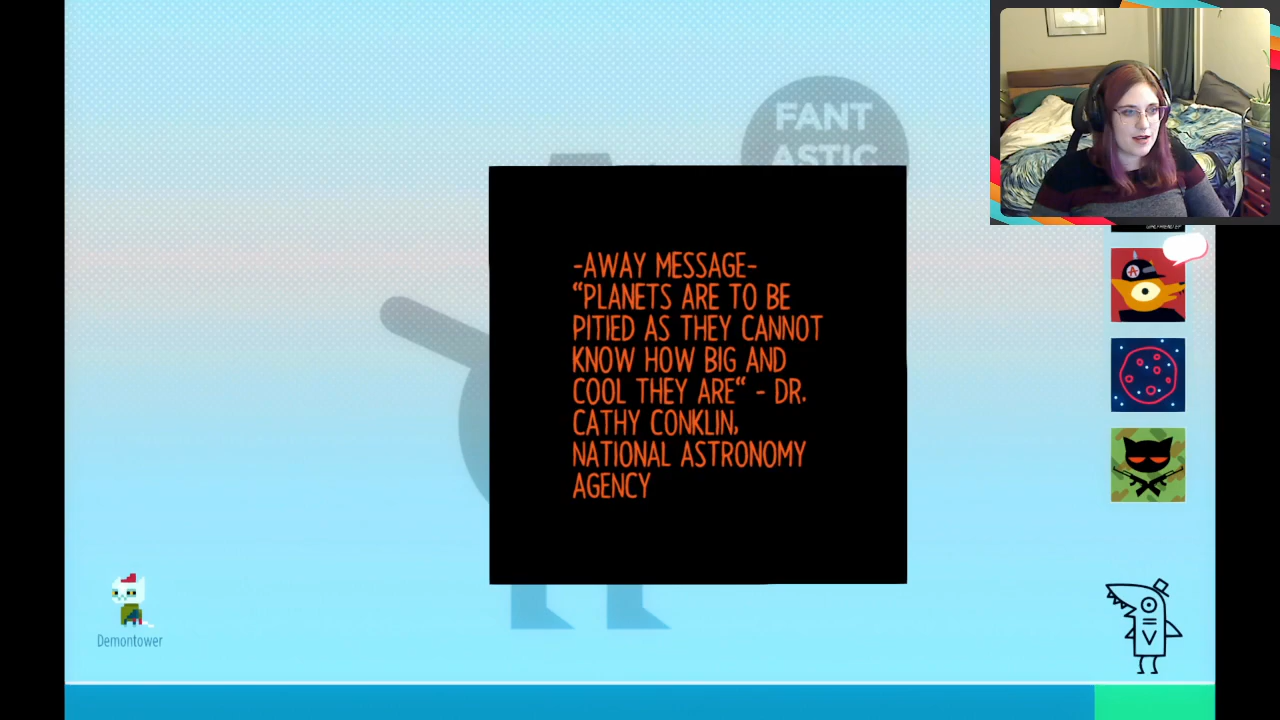 FANT
ASTIC
-AWAY MESSAGE-
“PLANETS ARE TO BE
PITIED AS THEY CANNOT
KNOW HOW BIG AND
COOL THEY ARE“ - DR.
CATHY CONKLIN,
NATIONAL ASTRONOMY
AGENCY
A
Demontower